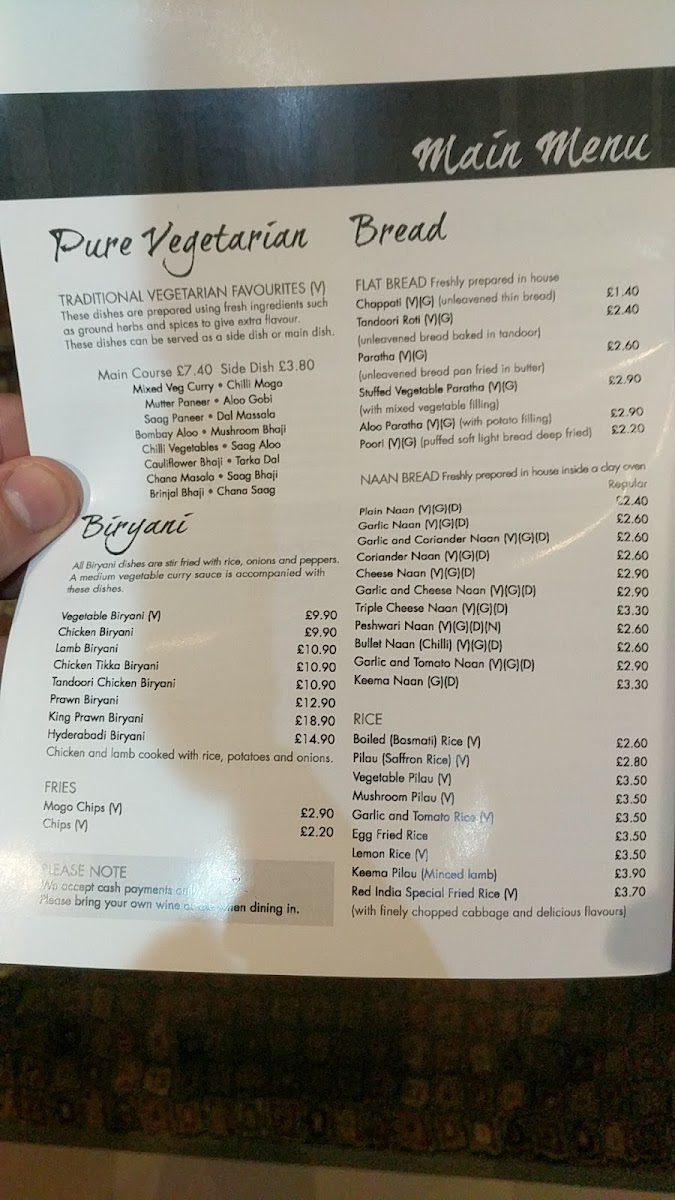 Main Menu
Pure Vegetarian
TRADITIONAL VEGETARIAN FAVOURITES (V)
These dishes are prepared using fresh ingredients such
as ground herbs and spices to give extra flavour.
These dishes can be served as a side dish or main dish.
Main Course £7.40 Side Dish £3.80
Mixed Veg Curry • Chilli Mogo
Mutter Paneer • Aloo Gobi
Saag Paneer • Dal Massala
Bombay Aloo • Mushroom Bhaji
Chilli Vegetables • Saag Aloo
Cauliflower Bhaji • Tarka Dal
Chana Masala • Saag Bhaji
Brinjal Bhaji • Chana Saag
Biryani
All Biryani dishes are stir fried with rice, onions and peppers.
A medium vegetable curry sauce is accompanied with
these dishes.
Vegetable Biryani (V) £9.90
Chicken Biryani £9.90
Lamb Biryani £10.90
Chicken Tikka Biryani £10.90
Tandoori Chicken Biryani £10.90
Prawn Biryani £12.90
King Prawn Biryani £18.90
Hyderabadi Biryani £14.90
Chicken and lamb cooked with rice, potatoes and onions.
FRIES
Mogo Chips (V) £2.90
Chips (V) £2.20
PLEASE NOTE
We accept cash payments
Please bring your own wine when dining in.
Bread
FLAT BREAD Freshly prepared in house
Chappati (V)(G) (unleavened thin bread) £1.40
Tandoori Roti (V)(G) £2.40
(unleavened bread baked in tandoor)
Paratha (V)(G) £2.60
(unleavened bread pan fried in butter)
Stuffed Vegetable Paratha (V)(G) £2.90
(with mixed vegetable filling)
Aloo Paratha (V)(G) (with potato filling) £2.90
Poori (V)(G) (puffed soft light bread deep fried) £2.20
NAAN BREAD Freshly prepared in house inside a clay oven
Regular
Plain Naan (V)(G)(D) £2.40
Garlic Naan (V)(G)(D) £2.60
Garlic and Coriander Naan (V)(G)(D) £2.60
Coriander Naan (V)(G)(D) £2.60
Cheese Naan (V)(G)(D) £2.90
Garlic and Cheese Naan (V)(G)(D) £2.90
Triple Cheese Naan (V)(G)(D) £3.30
Peshwari Naan (V)(G)(D)(N) £2.60
Bullet Naan (Chilli) (V)(G)(D) £2.60
Garlic and Tomato Naan (V)(G)(D) £2.90
Keema Naan (G)(D) £3.30
RICE
Boiled (Basmati) Rice (V) £2.60
Pilau (Saffron Rice) (V) £2.80
Vegetable Pilau (V) £3.50
Mushroom Pilau (V) £3.50
Garlic and Tomato Rice (V) £3.50
Egg Fried Rice £3.50
Lemon Rice (V) £3.50
Keema Pilau (Minced lamb) £3.90
Red India Special Fried Rice (V) £3.70
(with finely chopped cabbage and delicious flavours)